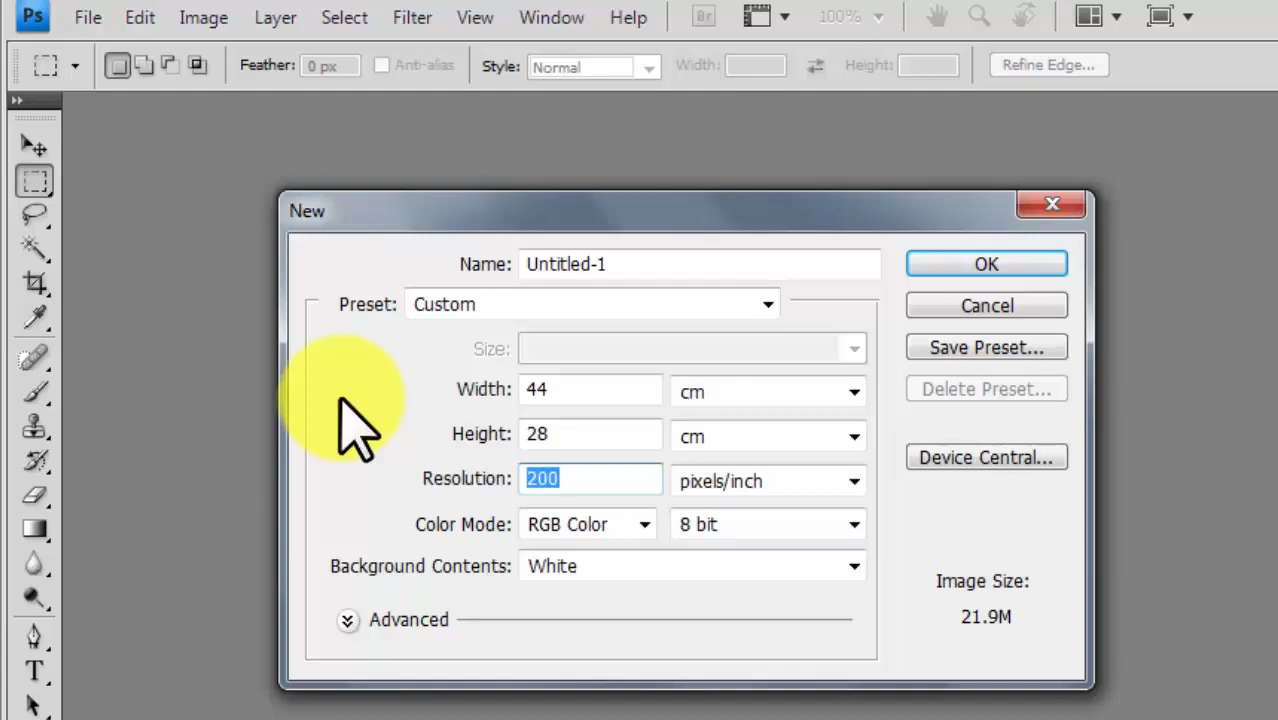 Ps File Edit Image Layer Select Filter View Window Help Br 100%
Feather: 0 px Anti-alias Style: Normal Width: Height: Refine Edge...
New
Name: Untitled-1 OK
Preset: Custom Cancel
Size: Save Preset...
Width: 44 cm Delete Preset...
Height: 28 cm Device Central...
Resolution: 200 pixels/inch
Color Mode: RGB Color 8 bit
Background Contents: White Image Size:
Advanced 21.9M
T